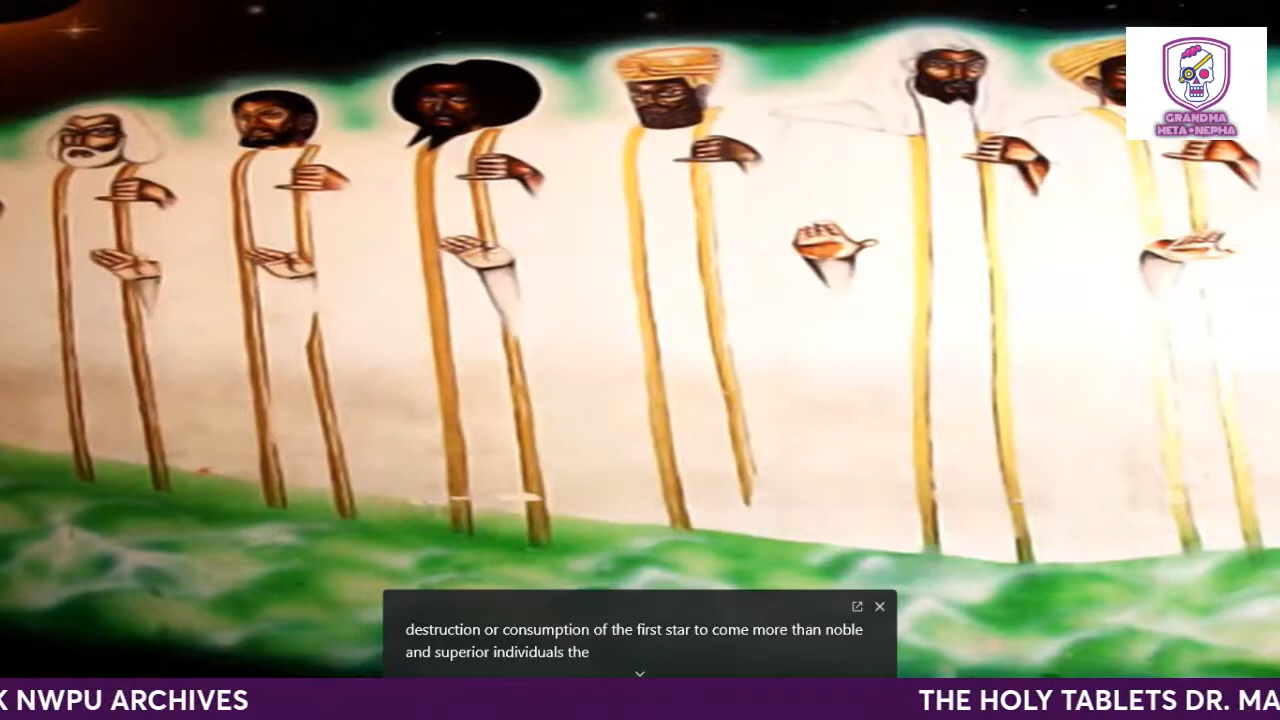 GRANDHA
META•NEPHA
destruction or consumption of the first star to come more than noble
and superior individuals the
K NWPU ARCHIVES
THE HOLY TABLETS DR. MA